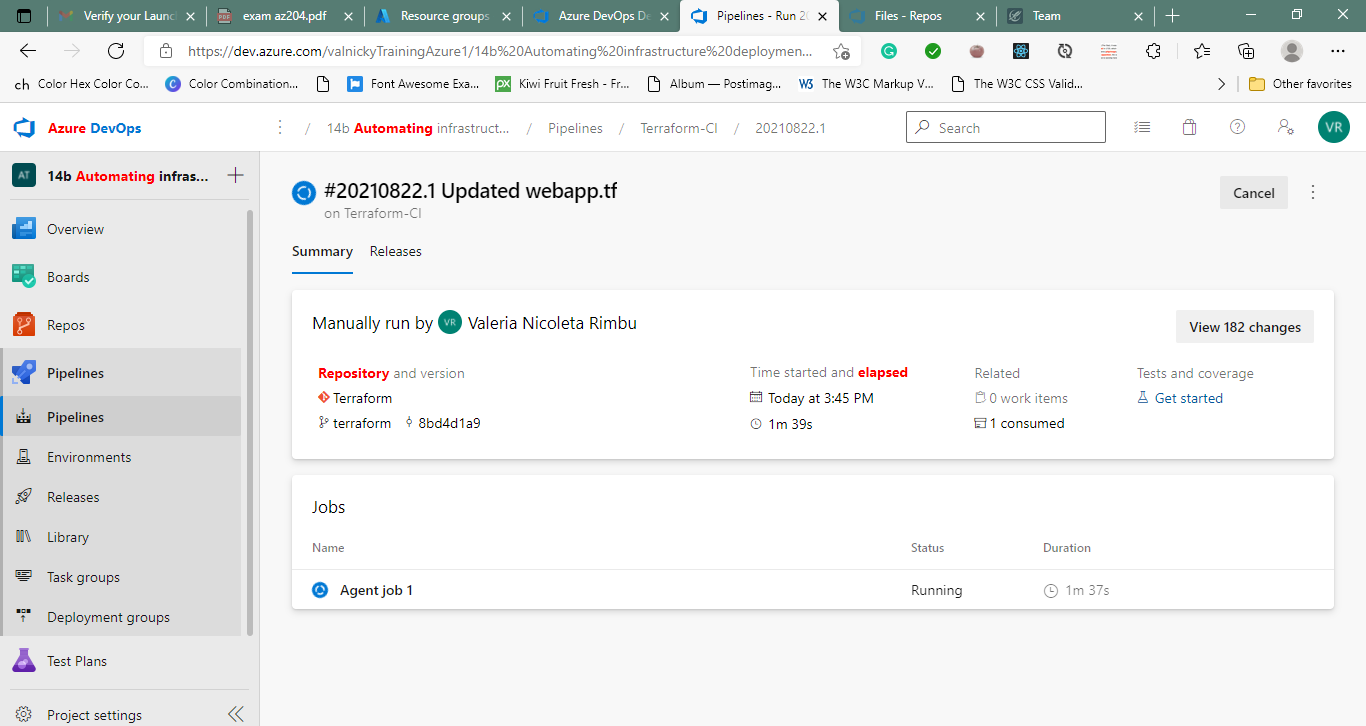 Verify your Launc
exam az204.pdf
Resource groups
Azure DevOps De
Pipelines - Run 20
Files - Repos
Team
https://dev.azure.com/valnickyTrainingAzure1/14b%20Automating%20infrastructure%20deploymen...
ch Color Hex Color Co...
Color Combination...
Font Awesome Exa...
Kiwi Fruit Fresh - Fr...
Album — Postimag...
The W3C Markup V...
The W3C CSS Valid...
Other favorites
Azure DevOps
14b Automating infrastruct... / Pipelines / Terraform-CI / 20210822.1
Search
VR
AT 14b Automating infras...
Overview
Boards
Repos
Pipelines
Pipelines
Environments
Releases
Library
Task groups
Deployment groups
Test Plans
Project settings
#20210822.1 Updated webapp.tf
on Terraform-CI
Cancel
Summary Releases
Manually run by VR Valeria Nicoleta Rimbu
View 182 changes
Repository and version
Terraform
terraform 8bd4d1a9
Time started and elapsed
Today at 3:45 PM
1m 39s
Related
0 work items
1 consumed
Tests and coverage
Get started
Jobs
Name Status Duration
Agent job 1 Running 1m 37s